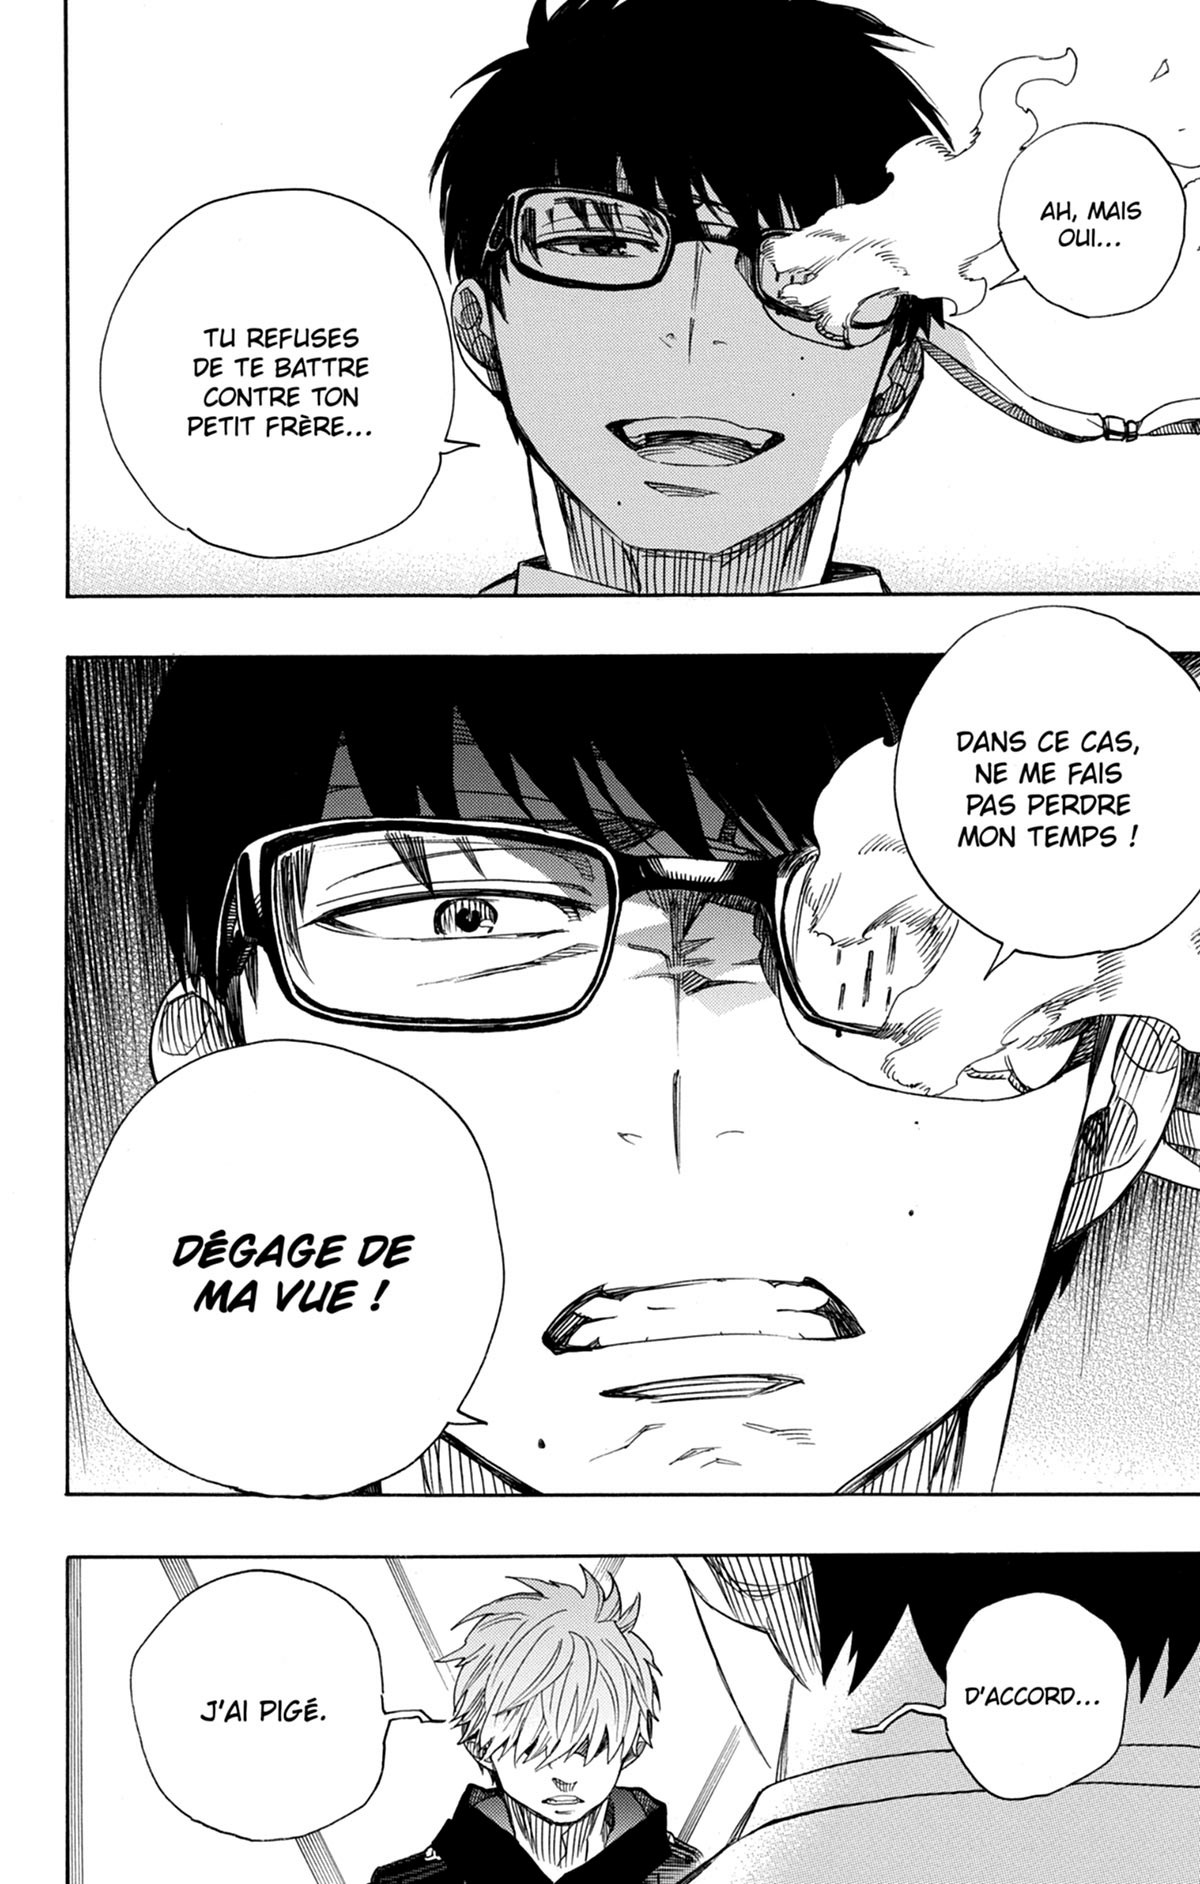 AH, MAIS
OUI...
TU REFUSES
DE TE BATTRE
CONTRE TON
PETIT FRÈRE...
DANS CE CAS,
NE ME FAIS
PAS PERDRE
MON TEMPS !
DÉGAGE DE
MA VUE !
D'ACCORD...
J'AI PIGÉ.